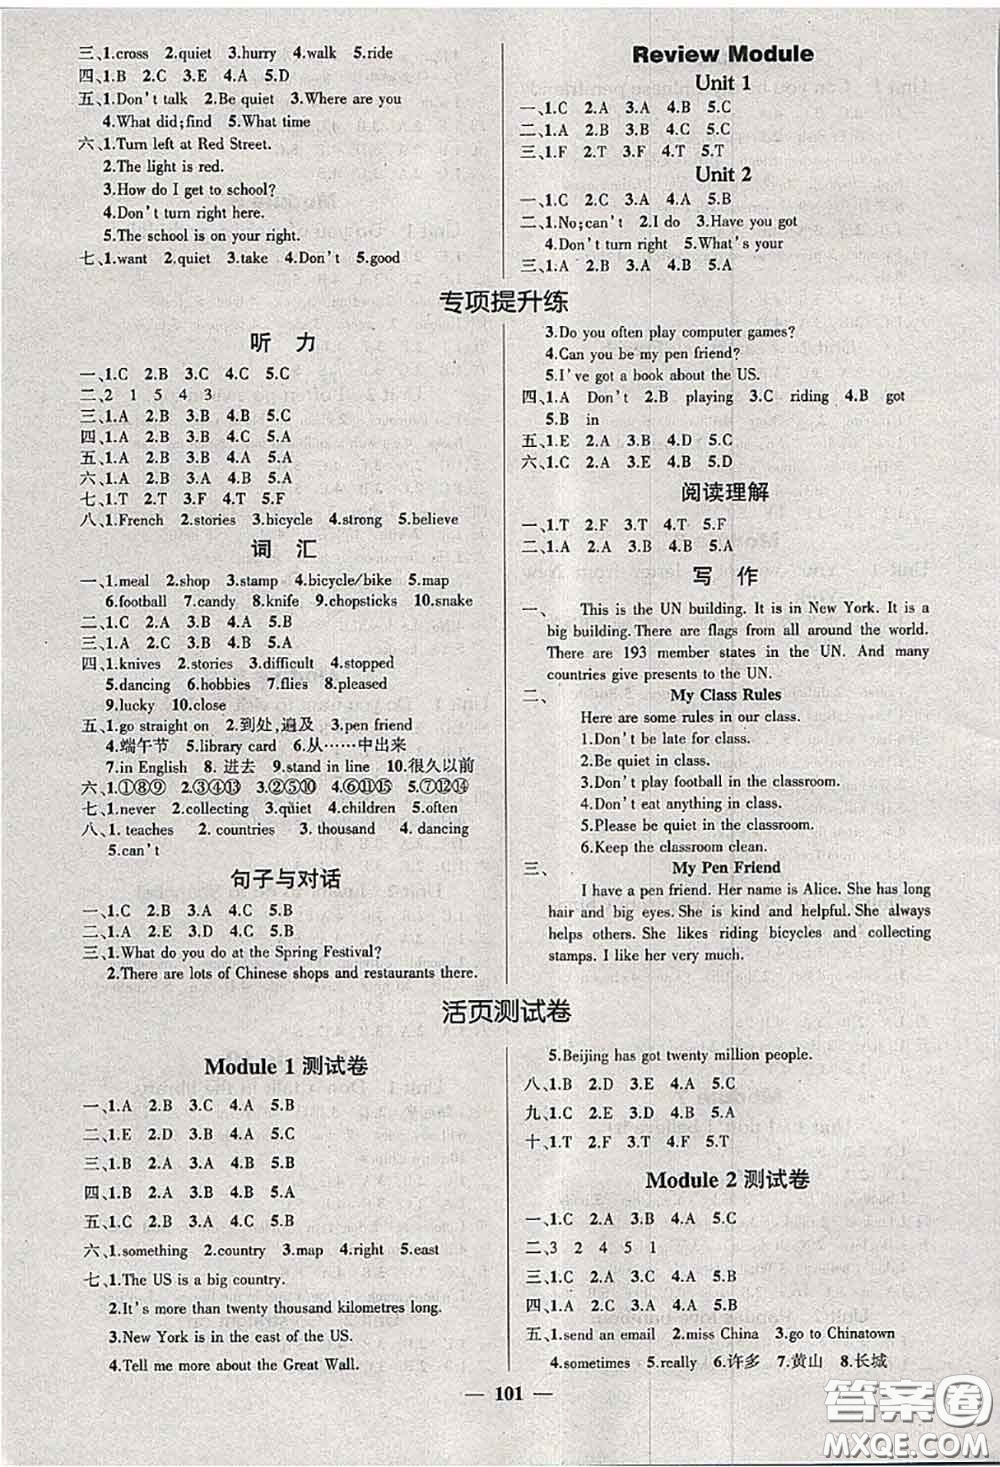 三、1.cross 2.quiet 3.hurry 4.walk 5.ride
四、1.B 2.C 3.E 4.A 5.D
五、1.Don't talk 2.Be quiet 3.Where are you
4.What did;find 5.What time
六、1.Turn left at Red Street.
2.The light is red.
3.How do I get to school?
4.Don't turn right here.
5.The school is on your right.
七、1.want 2.quiet 3.take 4.Don't 5.good
Review Module
Unit 1
一、1.C 2.A 3.A 4.B 5.C
二、1.A 2.B 3.B 4.C 5.C
三、1.F 2.T 3.F 4.T 5.T
Unit 2
一、1.C 2.C 3.A 4.A 5.B
二、1.No;can't 2.I do 3.Have you got
4.Don't turn right 5.What's your
三、1.A 2.B 3.A 4.B 5.A
专项提升练
听 力
一、1.C 2.B 3.C 4.C 5.C
二、2 1 5 4 3
三、1.A 2.B 3.B 4.B 5.C
四、1.A 2.B 3.B 4.C 5.A
五、1.A 2.B 3.B 4.A 5.A
六、1.A 2.B 3.A 4.B 5.A
七、1.T 2.T 3.F 4.T 5.F
八、1.French 2.stories 3.bicycle 4.strong 5.believe
词 汇
一、1.meal 2.shop 3.stamp 4.bicycle/bike 5.map
6.football 7.candy 8.knife 9.chopsticks 10.snake
二、1.C 2.C 3.A 4.A 5.B
三、1.A 2.C 3.B 4.B 5.A
四、1.knives 2.stories 3.difficult 4.stopped
5.dancing 6.hobbies 7.flies 8.pleased
9.lucky 10.close
五、1.go straight on 2.到处,遍及 3.pen friend
4.端午节 5.library card 6.从……中出来
7.in English 8. 进去 9.stand in line 10.很久以前
六、1.①⑧⑨ 2.③④⑬ 3.②⑤⑩ 4.⑥⑪⑮ 5.⑦⑫⑭
七、1.never 2.collecting 3.quiet 4.children 5.often
八、1. teaches 2. countries 3. thousand 4. dancing
5.can't
句子与对话
一、1.C 2.B 3.A 4.C 5.B
二、1.A 2.E 3.D 4.C 5.B
三、1.What do you do at the Spring Festival?
2.There are lots of Chinese shops and restaurants there.
3.Do you often play computer games?
4.Can you be my pen friend?
5.I've got a book about the US.
四、1.A Don't 2.B playing 3.C riding 4.B got
5.B in
五、1.E 2.A 3.B 4.D 5.C
六、1.C 2.A 3.E 4.B 5.D
阅读理解
一、1.T 2.F 3.T 4.T 5.F
二、1.A 2.A 3.B 4.B 5.A
写 作
一、 This is the UN building. It is in New York. It is a
big building.There are flags from all around the world.
There are 193 member states in the UN. And many
countries give presents to the UN.
二、 My Class Rules
Here are some rules in our class.
1.Don't be late for class.
2.Be quiet in class.
3.Don't play football in the classroom.
4.Don't eat anything in class.
5.Please be quiet in the classroom.
6.Keep the classroom clean.
三、 My Pen Friend
I have a pen friend. Her name is Alice. She has long
hair and big eyes.She is kind and helpful.She always
helps others. She likes riding bicycles and collecting
stamps. I like her very much.
活页测试卷
Module 1 测试卷
一、1.A 2.B 3.C 4.A 5.B
二、1.E 2.D 3.B 4.C 5.A
三、1.B 2.A 3.B 4.A 5.B
四、1.B 2.A 3.B 4.B 5.A
五、1.C 2.B 3.A 4.C 5.B
六、1.something 2.country 3.map 4.right 5.east
七、1.The US is a big country.
2.It's more than twenty thousand kilometres long.
3.New York is in the east of the US.
4.Tell me more about the Great Wall.
5.Beijing has got twenty million people.
八、1.B 2.D 3.E 4.A 5.C
九、1.C 2.B 3.B 4.B 5.A
十、1.T 2.F 3.T 4.F 5.T
Module 2 测试卷
一、1.C 2.A 3.B 4.A 5.C
二、3 2 4 5 1
三、1.C 2.A 3.C 4.A 5.B
四、1.A 2.C 3.A 4.A 5.B
五、1.send an email 2.miss China 3.go to Chinatown
4.sometimes 5.really 6.许多 7.黄山 8.长城
— 101 —
答案圈
MXQE.COM